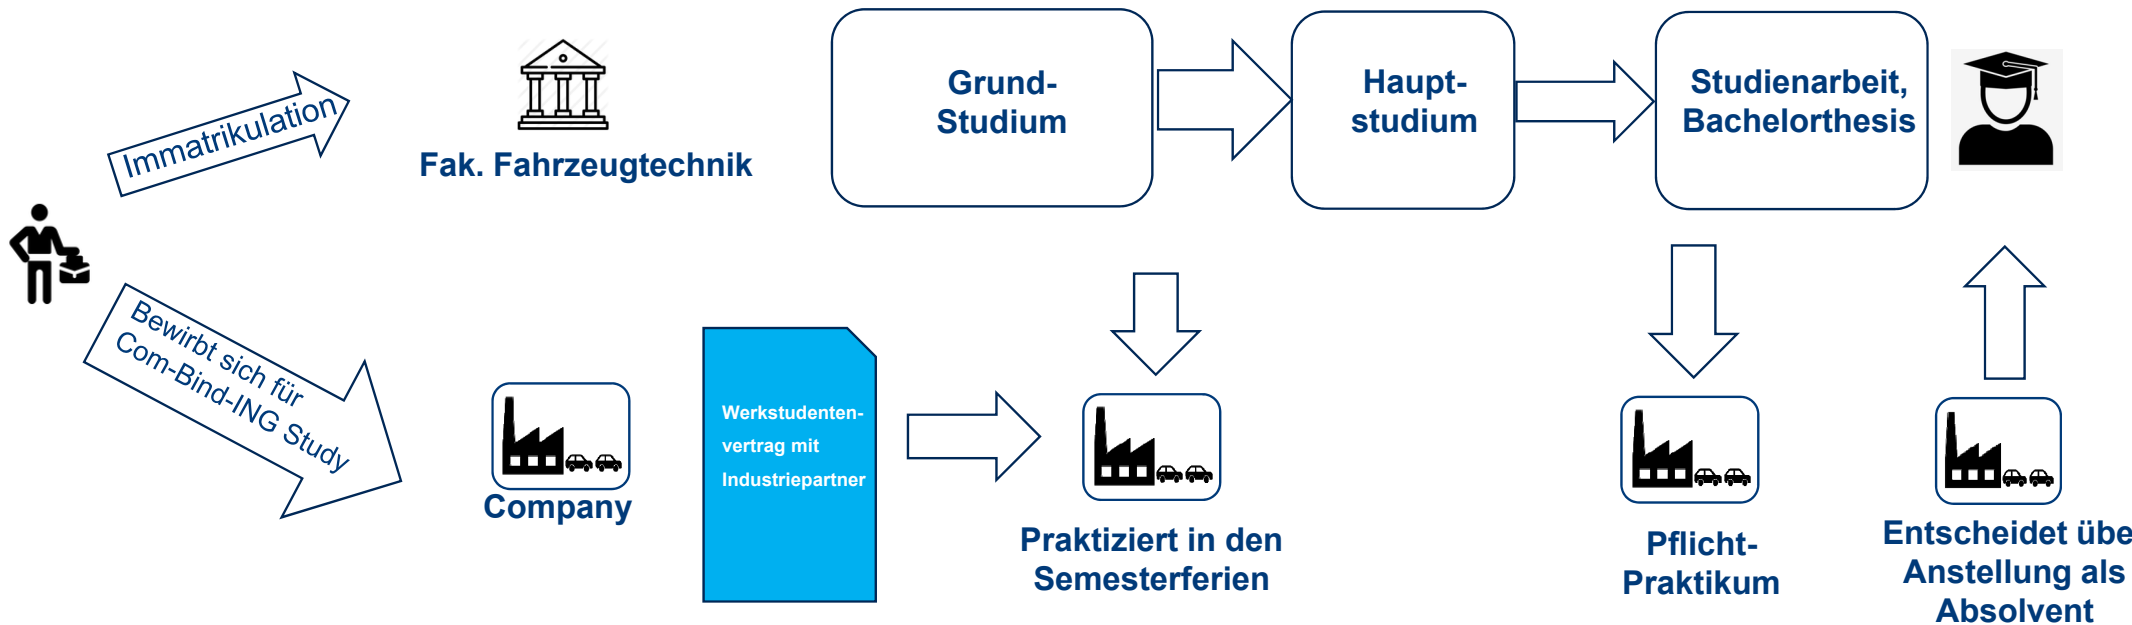 Immatrikulation
Fak. Fahrzeugtechnik
Grund-
Studium
Haupt-
studium
Studienarbeit,
Bachelorthesis
Bewirbt sich für
Com-Bind-ING Study
Company
Werkstudenten-
vertrag mit
Industriepartner
Praktiziert in den
Semesterferien
Pflicht-
Praktikum
Entscheidet übe
Anstellung als
Absolvent